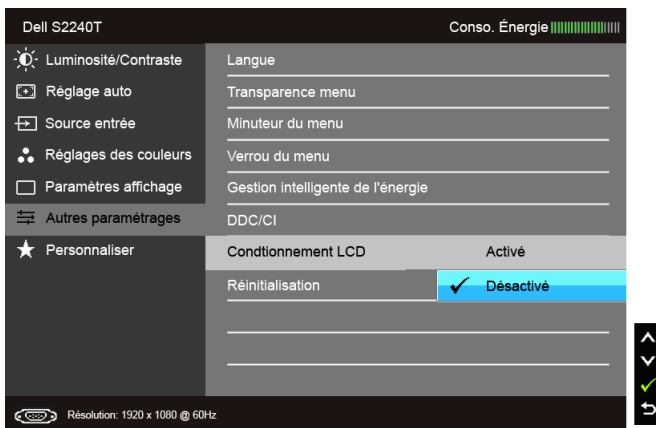 Dell S2240T
Conso. Énergie
Luminosité/Contraste
Réglage auto
Source entrée
Réglages des couleurs
Paramètres affichage
Autres paramétrages
Personnaliser
Langue
Transparence menu
Minuteur du menu
Verrou du menu
Gestion intelligente de l'énergie
DDC/CI
Condtionnement LCD
Activé
Réinitialisation
Désactivé
Résolution: 1920 x 1080 @ 60Hz